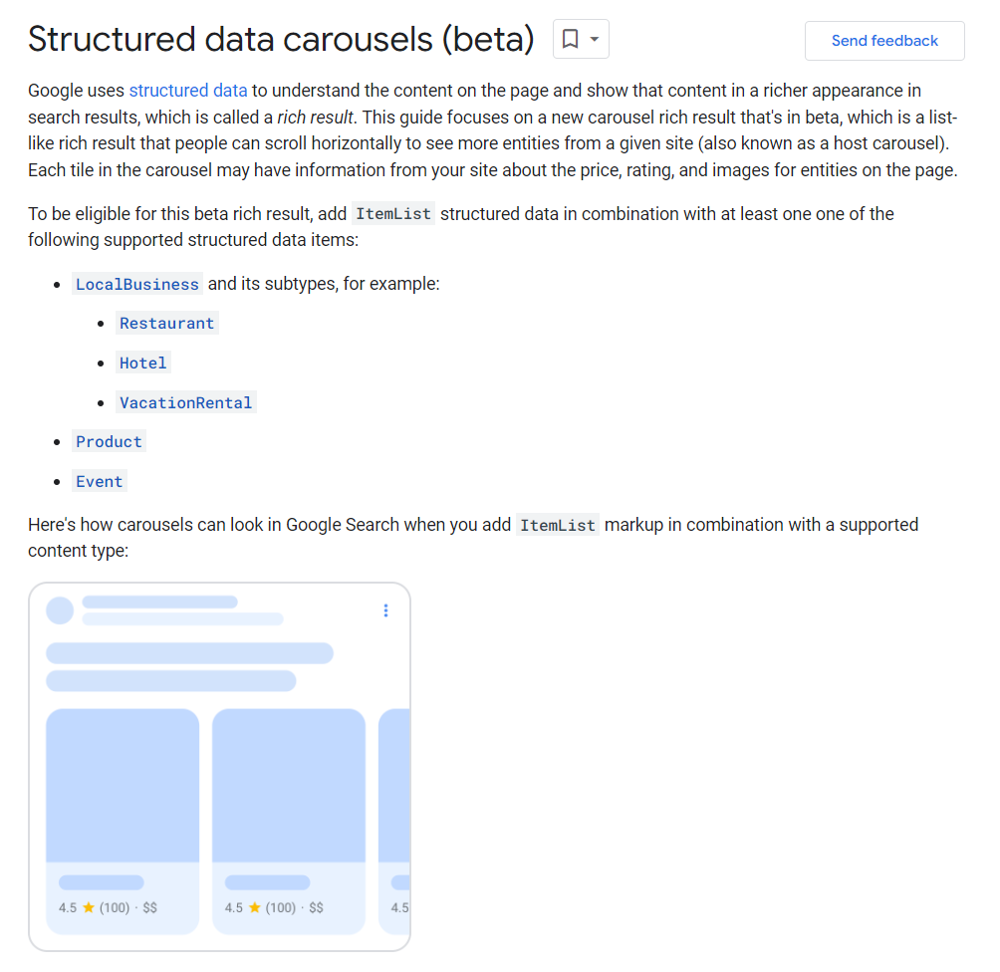 Structured data carousels (beta)
Send feedback
Google uses structured data to understand the content on the page and show that content in a richer appearance in
search results, which is called a rich result. This guide focuses on a new carousel rich result that's in beta, which is a list-
like rich result that people can scroll horizontally to see more entities from a given site (also known as a host carousel).
Each tile in the carousel may have information from your site about the price, rating, and images for entities on the page.
To be eligible for this beta rich result, add ItemList structured data in combination with at least one one of the
following supported structured data items:
• LocalBusiness and its subtypes, for example:
• Restaurant
• Hotel
• VacationRental
• Product
• Event
Here's how carousels can look in Google Search when you add ItemList markup in combination with a supported
content type:
4.5 ★ (100) · $$
4.5 ★ (100) · $$
4.5